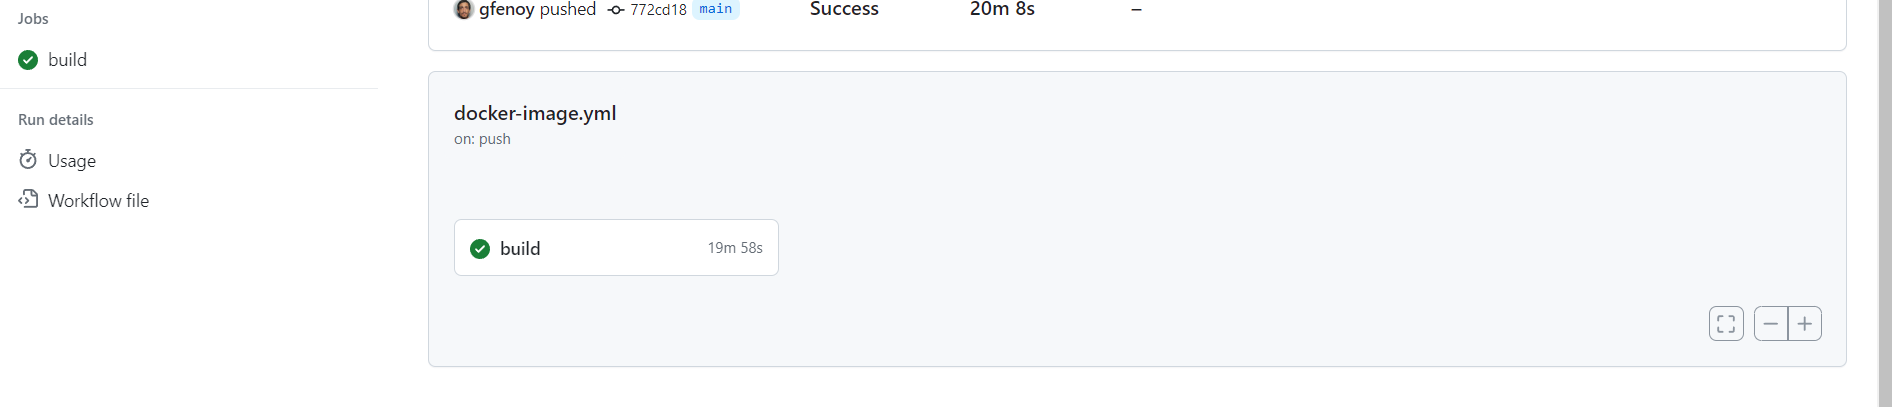 Jobs
build
Run details
Usage
Workflow file
gfenoy pushed 772cd18 main Success 20m 8s –
docker-image.yml
on: push
build 19m 58s